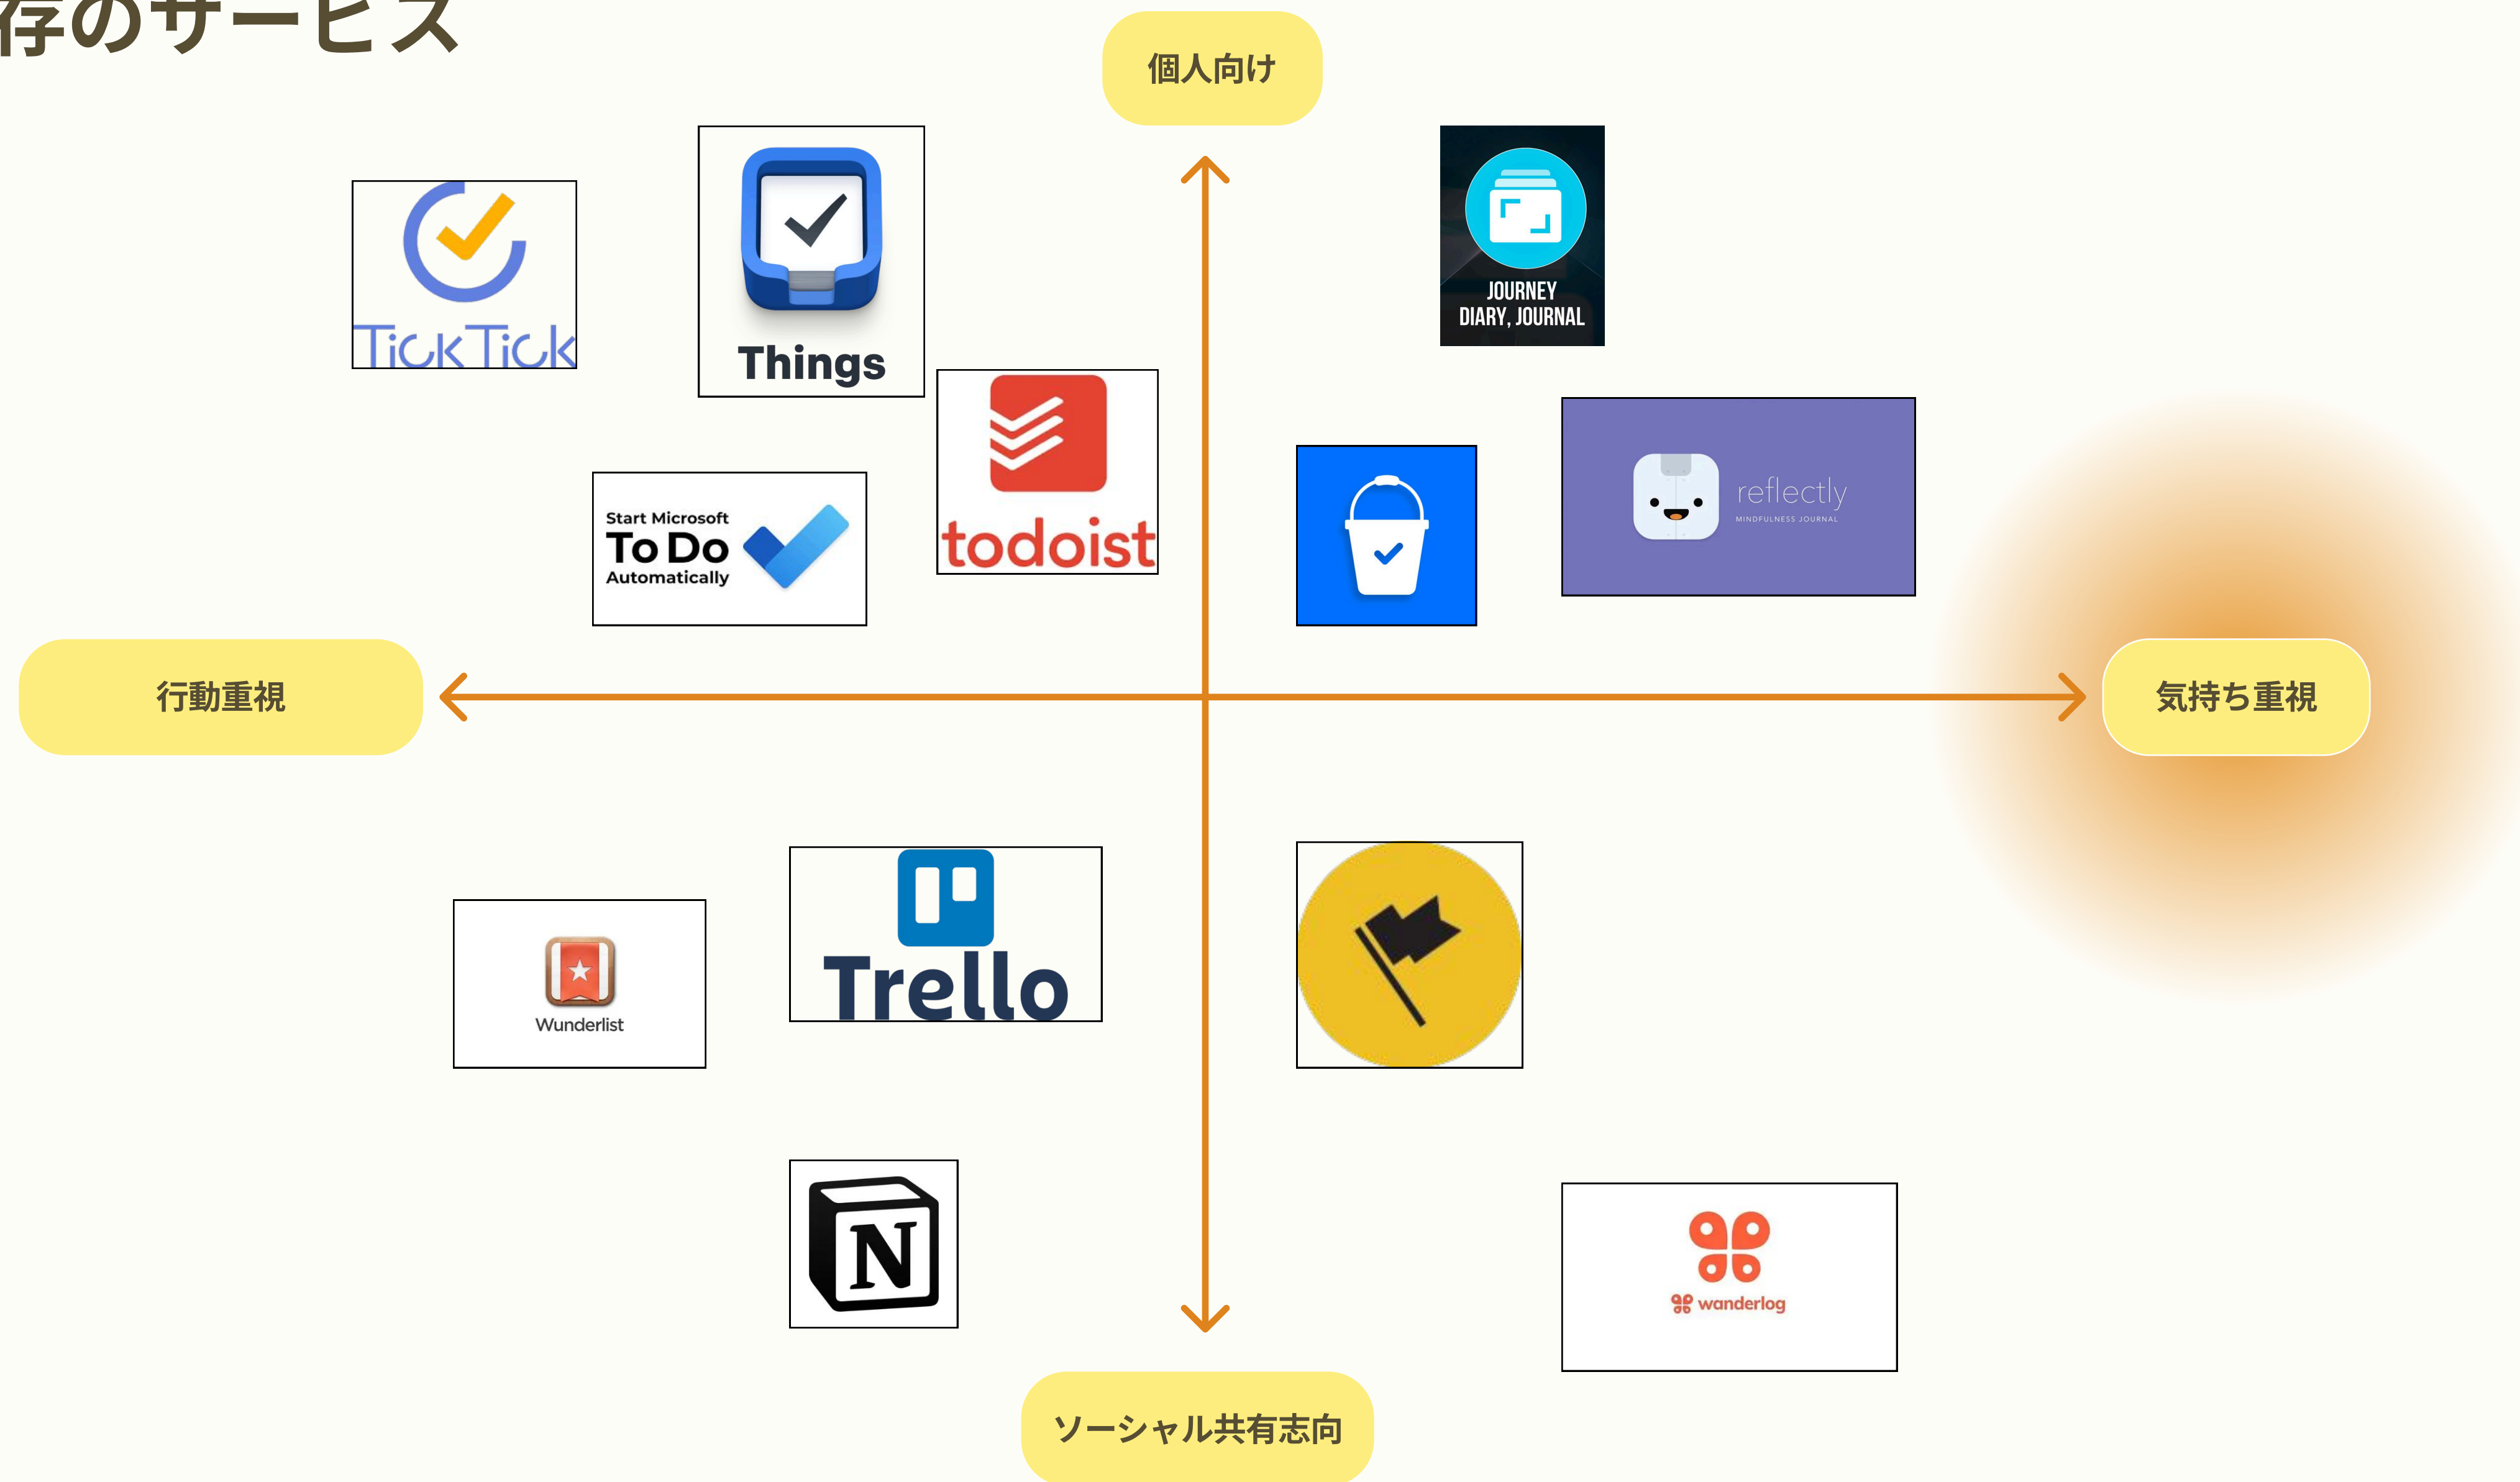 存のサービス
個人向け
TickTick
Things
JOURNEY
DIARY, JOURNAL
todoist
Start Microsoft
To Do
Automatically
reflectly
MINDFULNESS JOURNAL
行動重視
気持ち重視
Trello
Wunderlist
N
wanderlog
ソーシャル共有志向